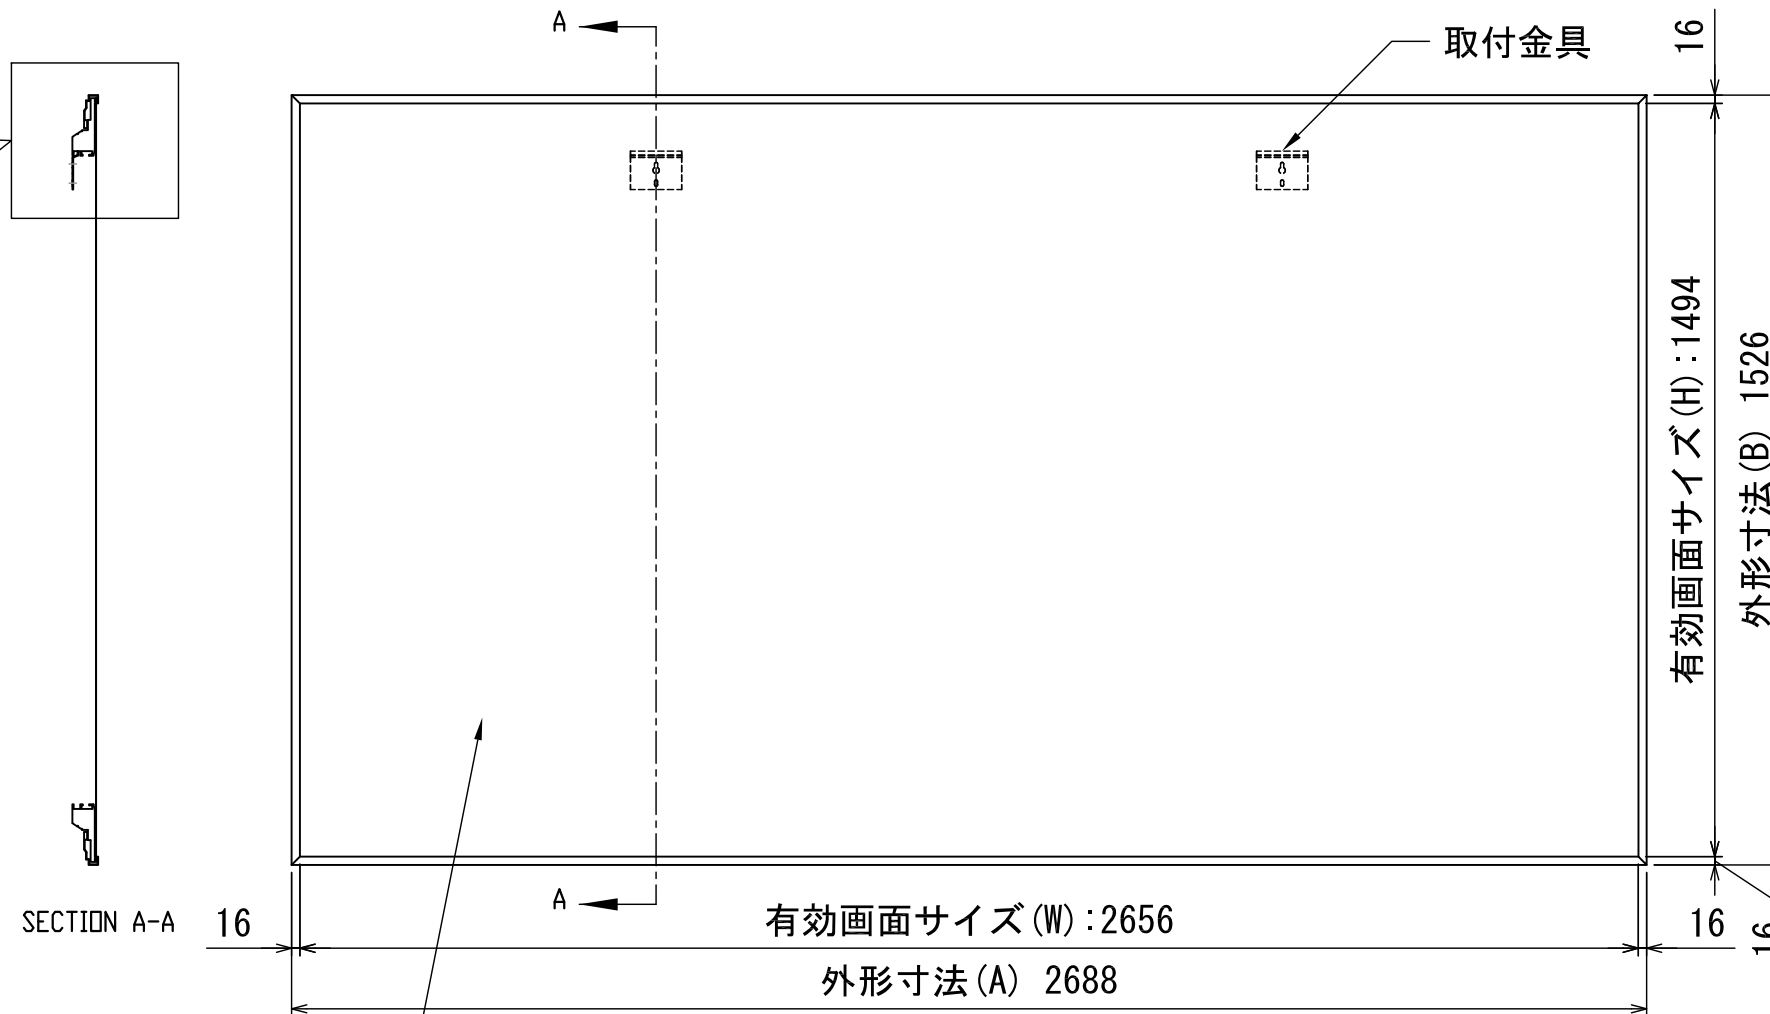 A
取付金具
16
有効画面サイズ(H):1494
外形寸法(B) 1526
A
SECTION A-A
16
有効画面サイズ(W):2656
16
16
外形寸法(A) 2688